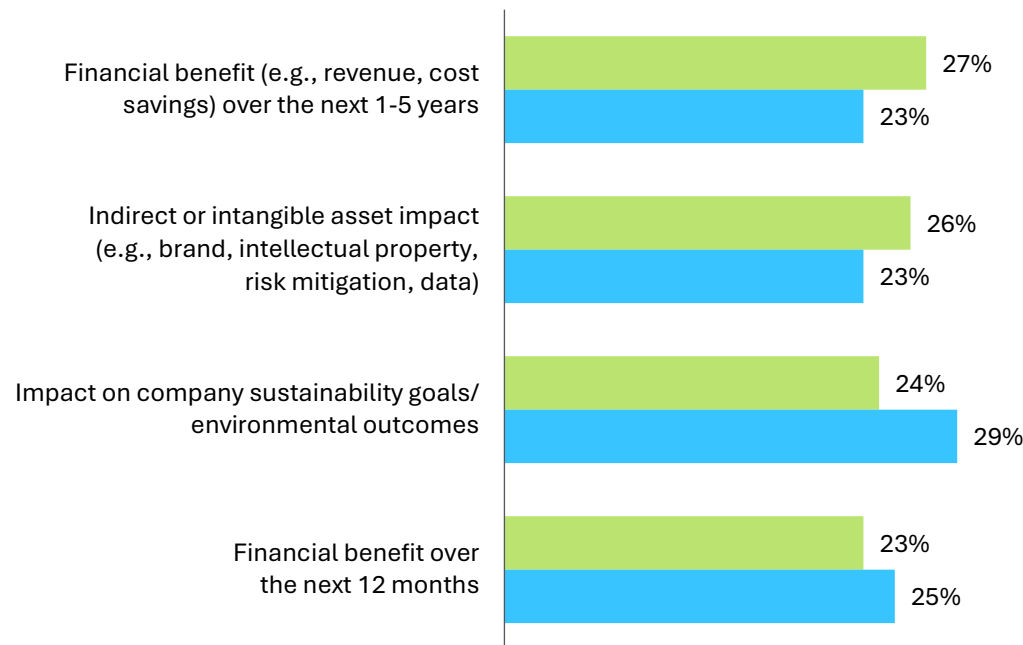 Financial benefit (e.g., revenue, cost
savings) over the next 1-5 years
27%
23%
Indirect or intangible asset impact
(e.g., brand, intellectual property,
risk mitigation, data)
26%
23%
Impact on company sustainability goals/
environmental outcomes
24%
29%
Financial benefit over
the next 12 months
23%
25%